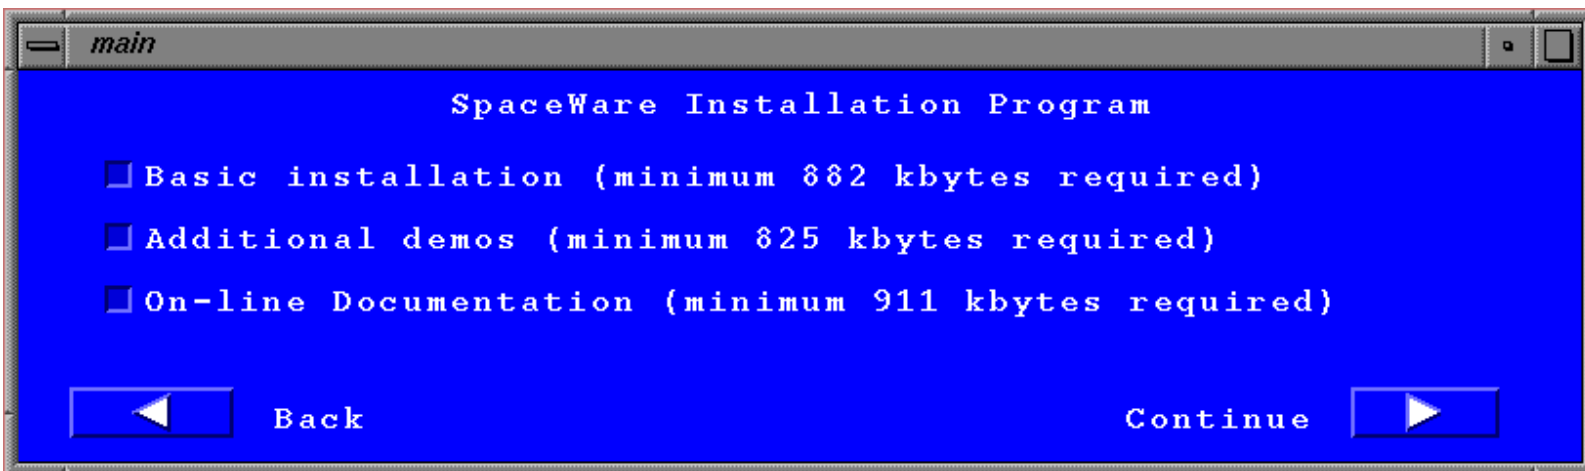 main
SpaceWare Installation Program
Basic installation (minimum 882 kbytes required)
Additional demos (minimum 825 kbytes required)
On-line Documentation (minimum 911 kbytes required)
Back Continue